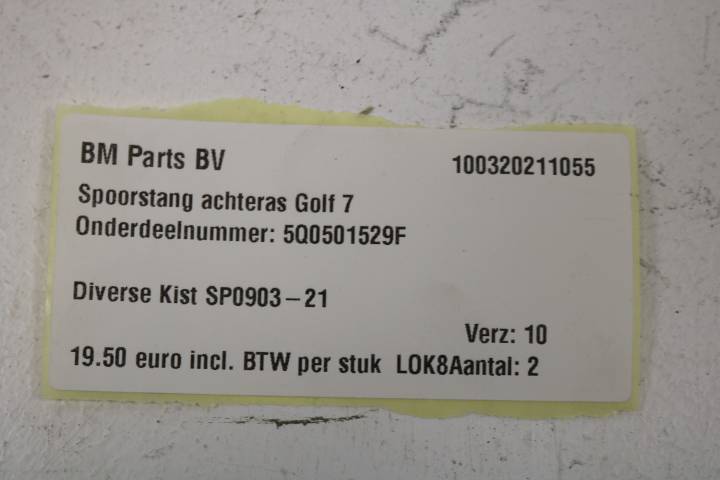 BM Parts BV 100320211055
Spoorstang achteras Golf 7
Onderdeelnummer: 5Q0501529F
Diverse Kist SP0903-21
Verz: 10
19.50 euro incl. BTW per stuk LOK8Aantal: 2